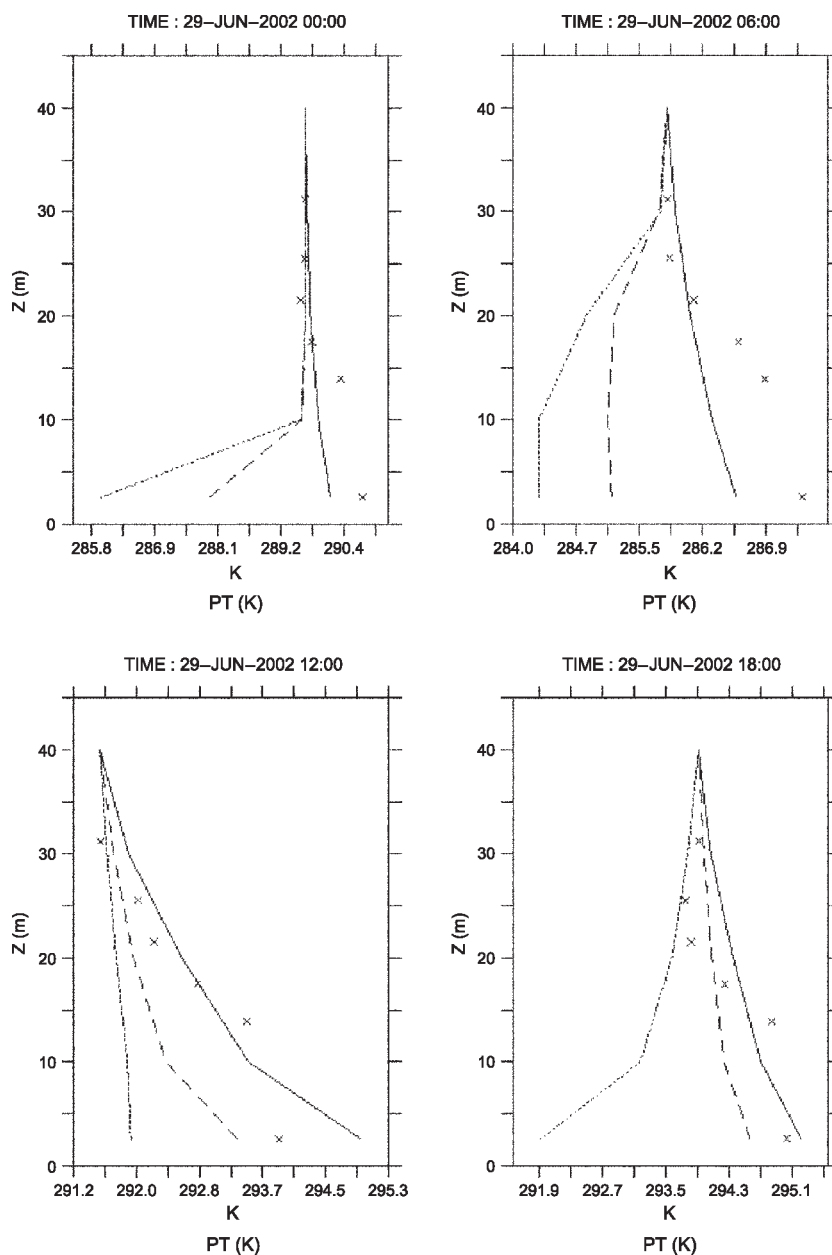 TIME : 29–JUN–2002 00:00
40
30
20
10
0
Z (m)
85.8 286.9 288.1 289.2 290.4
K
PT (K)
TIME : 29–JUN–2002 06:00
40
30
20
10
0
Z (m)
284.0 284.7 285.5 286.2 286.9
K
PT (K)
TIME : 29–JUN–2002 12:00
40
30
20
10
0
Z (m)
291.2 292.0 292.8 293.7 294.5 295.3
K
PT (K)
TIME : 29–JUN–2002 18:00
40
30
20
10
0
Z (m)
291.9 292.7 293.5 294.3 295.1
K
PT (K)